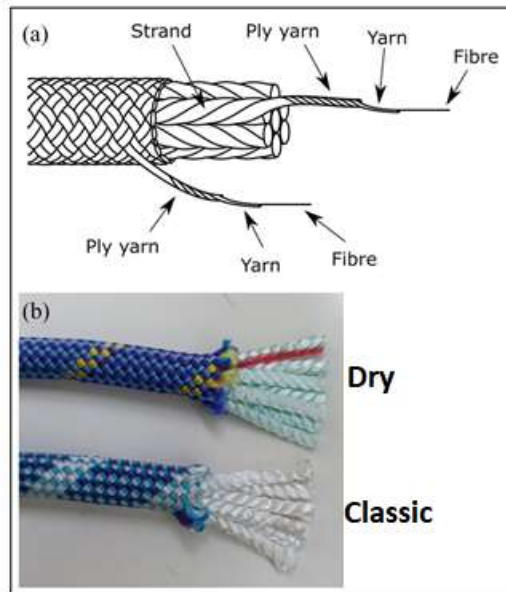 (a)
Strand
Ply yarn
Yarn
Fibre
Ply yarn
Yarn
Fibre
(b)
Dry
Classic